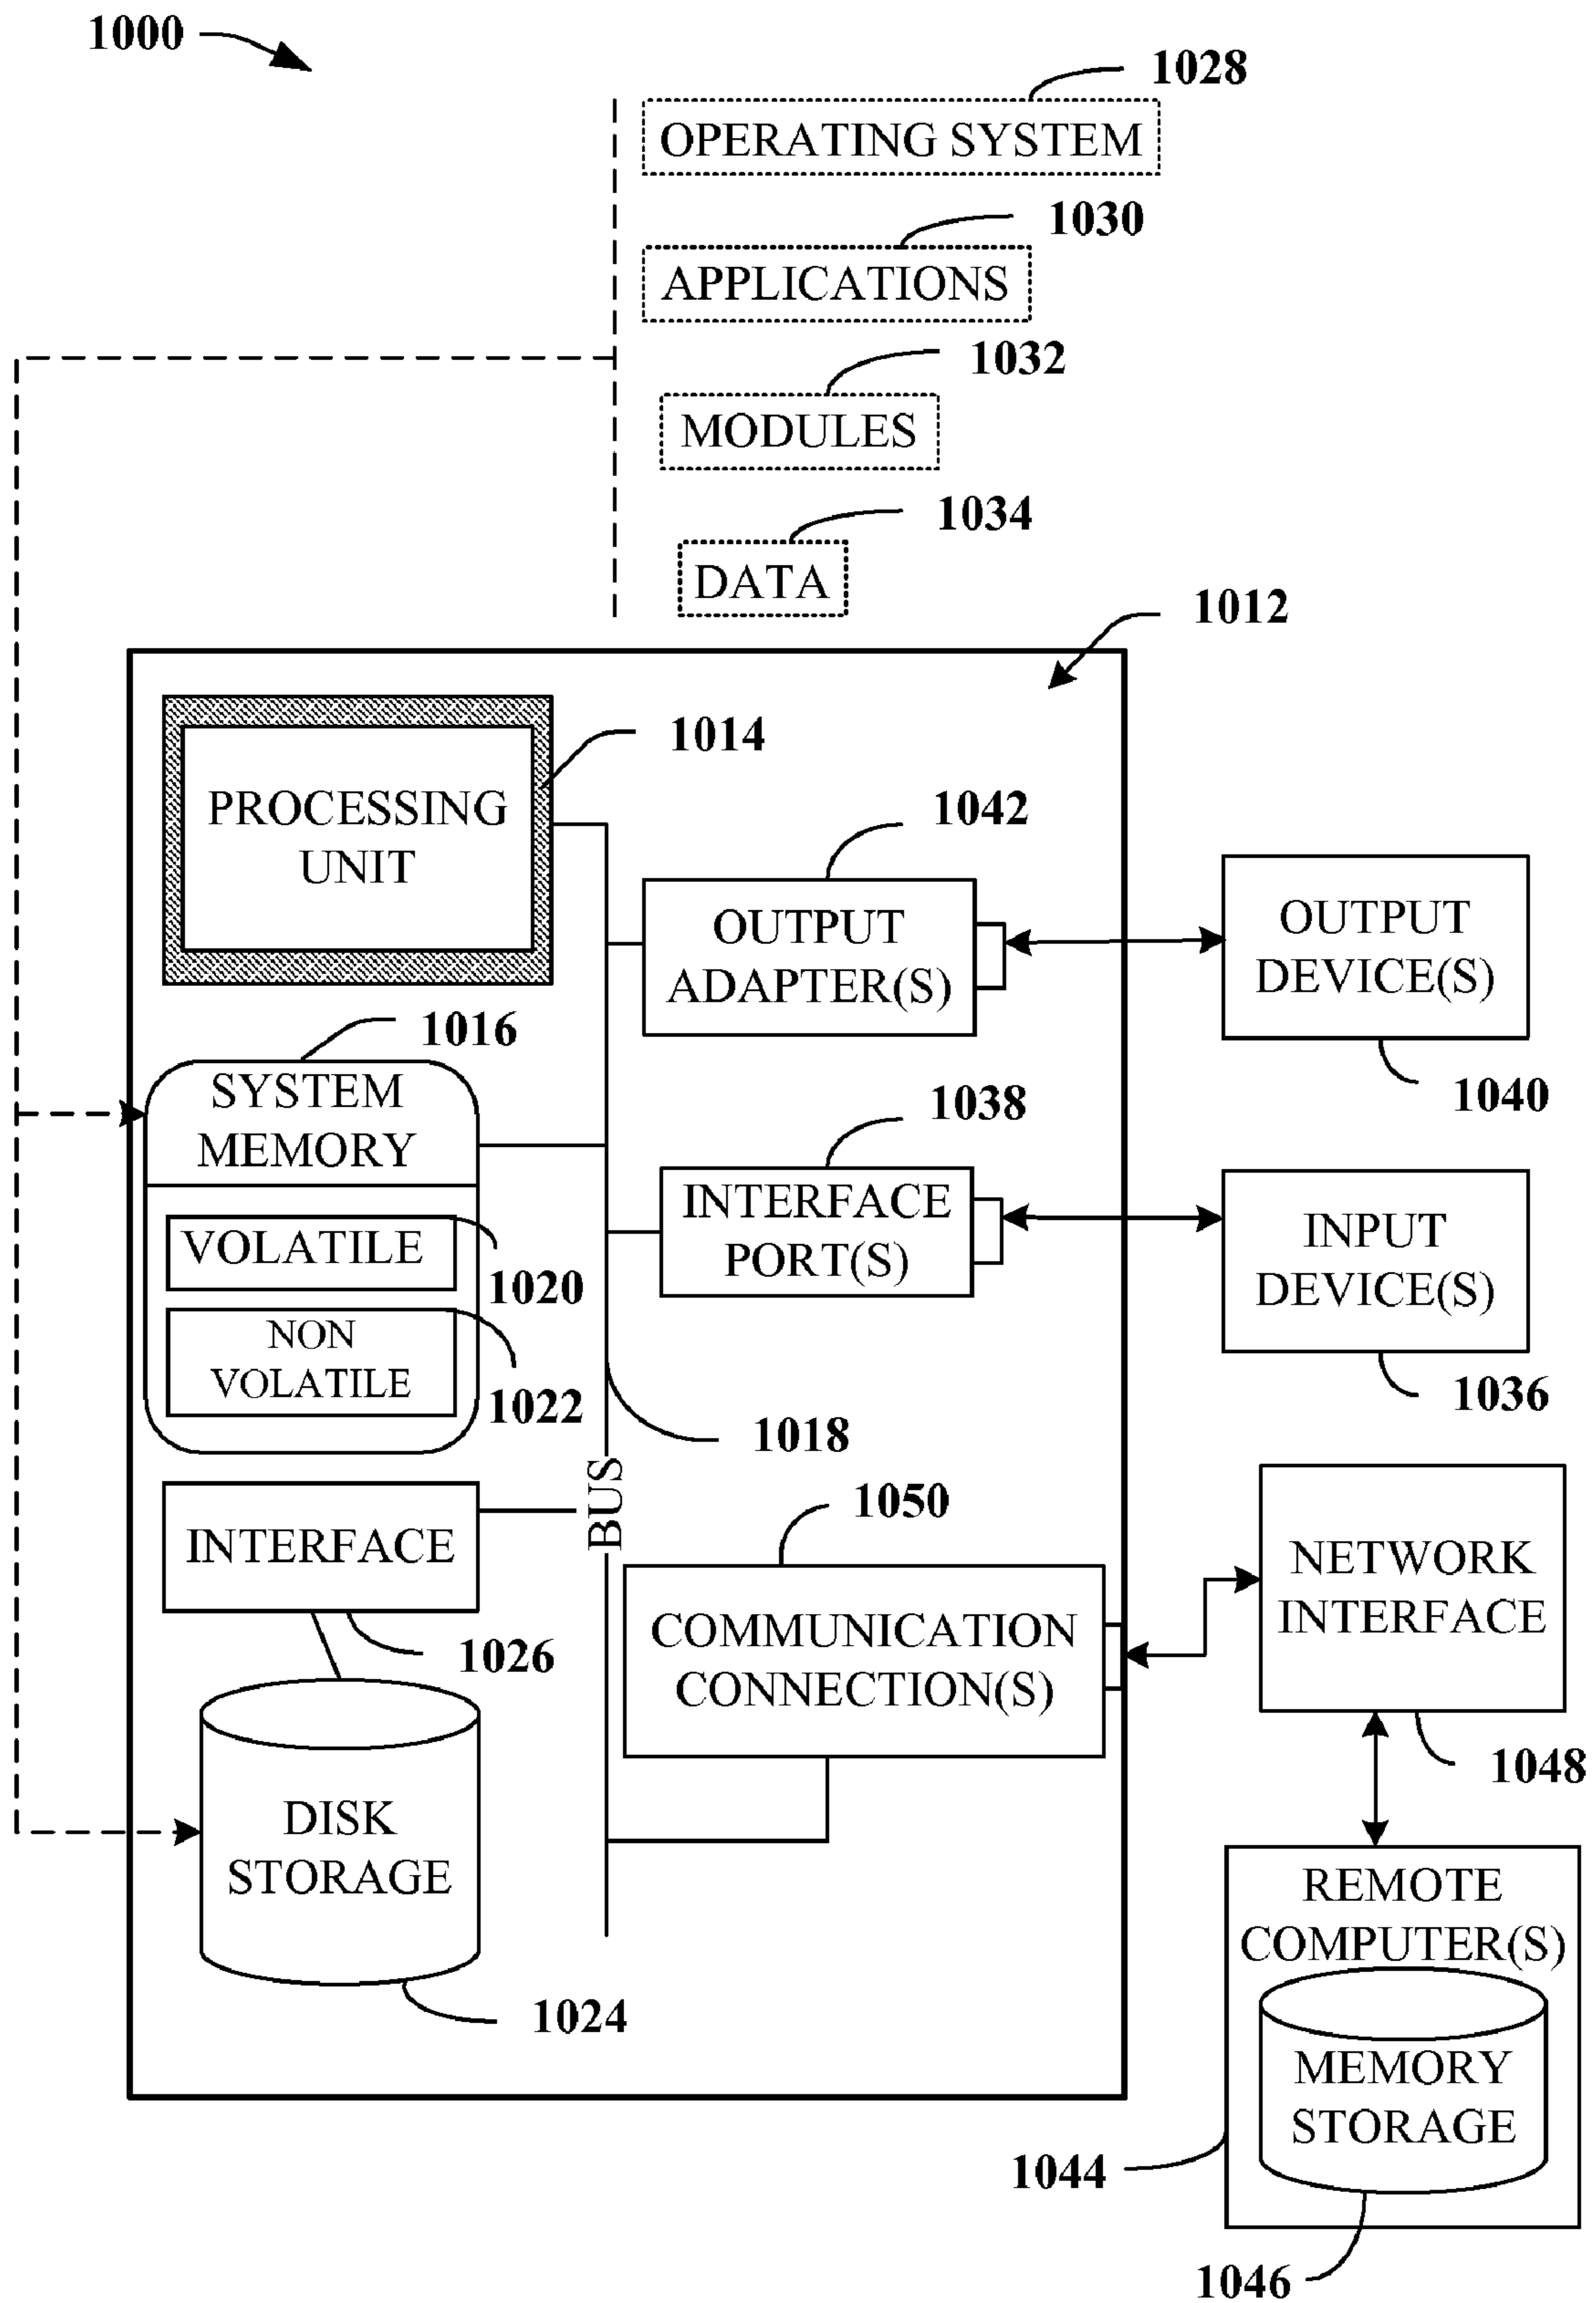 1000
1028
OPERATING SYSTEM
1030
APPLICATIONS
1032
MODULES
1034
DATA
1012
1014
PROCESSING
UNIT
1042
OUTPUT
ADAPTER(S)
OUTPUT
DEVICE(S)
1040
1016
SYSTEM
MEMORY
VOLATILE
1020
NON
VOLATILE
1022
1038
INTERFACE
PORT(S)
INPUT
DEVICE(S)
1036
1018
BUS
INTERFACE
1026
1050
COMMUNICATION
CONNECTION(S)
NETWORK
INTERFACE
1048
DISK
STORAGE
1024
REMOTE
COMPUTER(S)
MEMORY
STORAGE
1044
1046